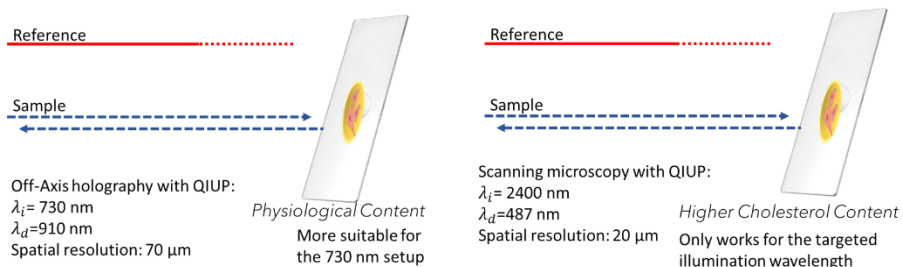 Reference
Sample
Off-Axis holography with QIUP:
λᵢ= 730 nm
λ_d=910 nm
Spatial resolution: 70 μm
Physiological Content
More suitable for
the 730 nm setup
Reference
Sample
Scanning microscopy with QIUP:
λᵢ= 2400 nm
λ_d=487 nm
Spatial resolution: 20 μm
Higher Cholesterol Content
Only works for the targeted
illumination wavelength